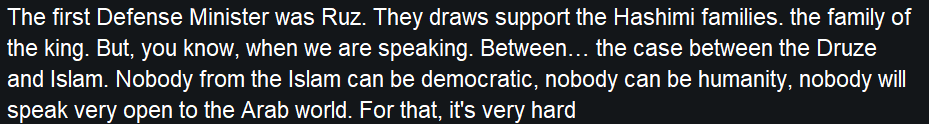 The first Defense Minister was Ruz. They draws support the Hashimi families. the family of
the king. But, you know, when we are speaking. Between… the case between the Druze
and Islam. Nobody from the Islam can be democratic, nobody can be humanity, nobody will
speak very open to the Arab world. For that, it's very hard